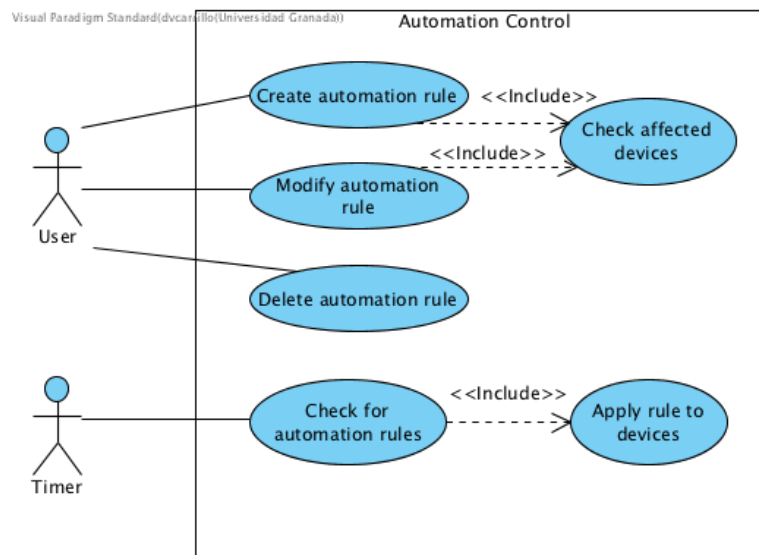 Visual Paradigm Standard(dvcarrillo(Universidad Granada))
Automation Control
Create automation rule
<<Include>>
Check affected
devices
<<Include>>
Modify automation
rule
User
Delete automation rule
<<Include>>
Check for
automation rules
Apply rule to
devices
Timer